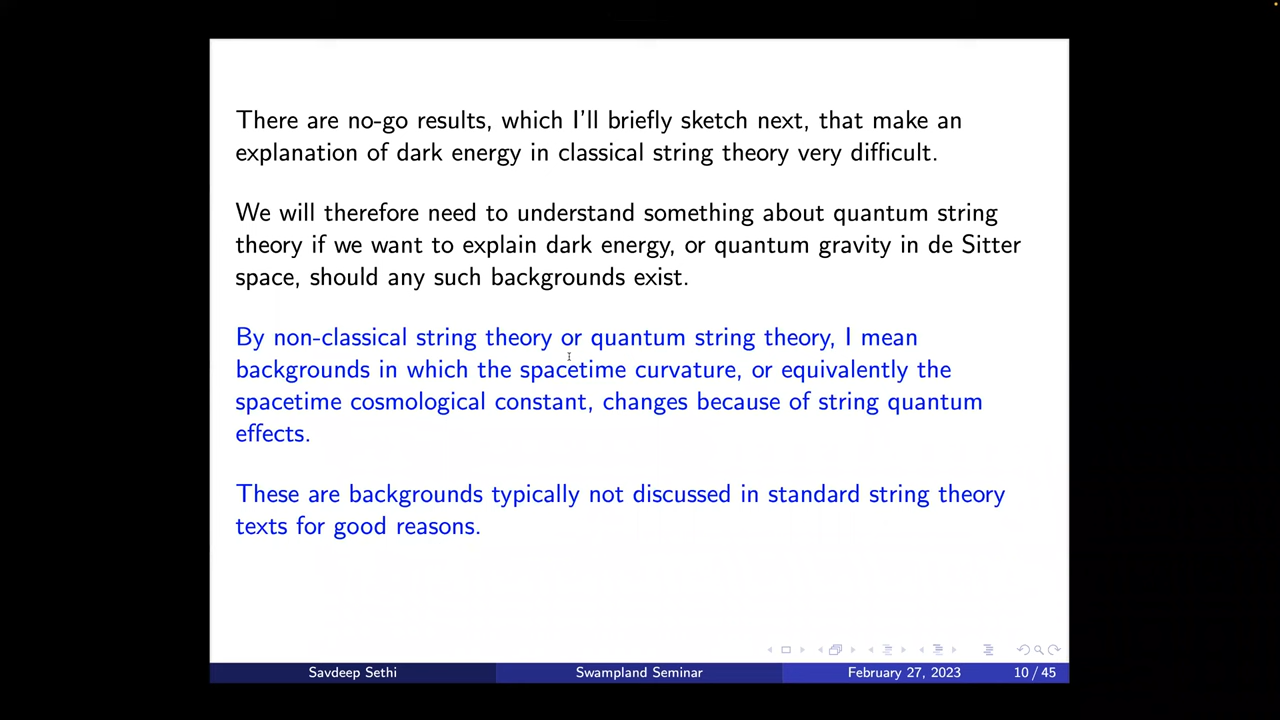 There are no-go results, which I'll briefly sketch next, that make an
explanation of dark energy in classical string theory very difficult.
We will therefore need to understand something about quantum string
theory if we want to explain dark energy, or quantum gravity in de Sitter
space, should any such backgrounds exist.
By non-classical string theory or quantum string theory, I mean
backgrounds in which the spacetime curvature, or equivalently the
spacetime cosmological constant, changes because of string quantum
effects.
These are backgrounds typically not discussed in standard string theory
texts for good reasons.
Savdeep Sethi Swampland Seminar February 27, 2023 10 / 45